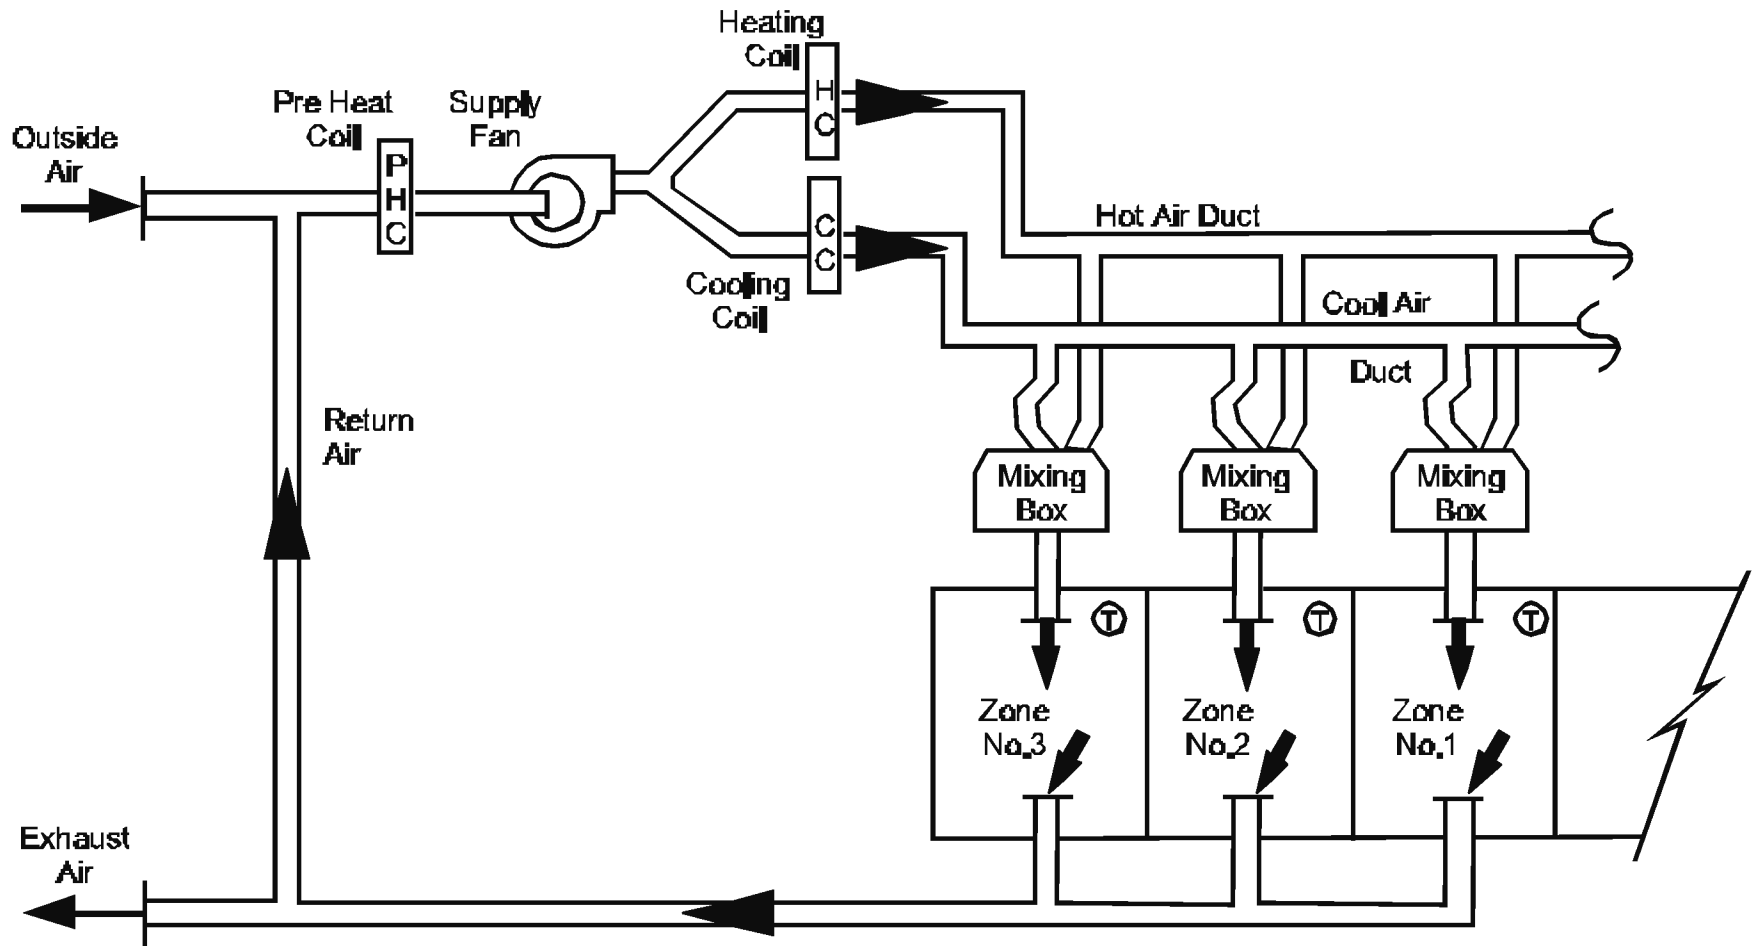 Heating
Coil
H
C
Pre Heat
Coil
P
H
C
Supply
Fan
Outside
Air
C
C
Cooling
Coil
Hot Air Duct
Cool Air
Duct
Return
Air
Mixing
Box
Mixing
Box
Mixing
Box
T
T
T
Zone
No.3
Zone
No.2
Zone
No.1
Exhaust
Air